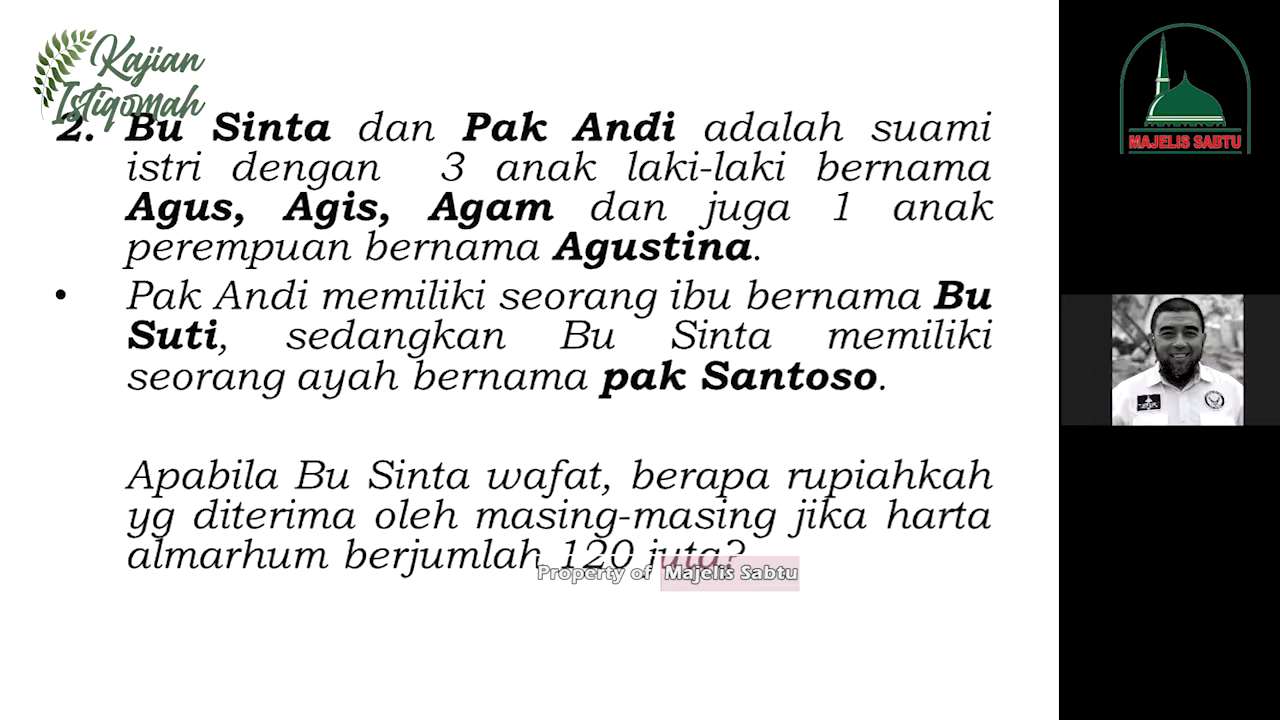 Kajian
Istiqomah
MAJELIS SABTU
2. Bu Sinta dan Pak Andi adalah suami
istri dengan 3 anak laki-laki bernama
Agus, Agis, Agam dan juga 1 anak
perempuan bernama Agustina.
• Pak Andi memiliki seorang ibu bernama Bu
Suti, sedangkan Bu Sinta memiliki
seorang ayah bernama pak Santoso.
Apabila Bu Sinta wafat, berapa rupiahkah
yg diterima oleh masing-masing jika harta
almarhum berjumlah 120 juta?
Property of Majelis Sabtu